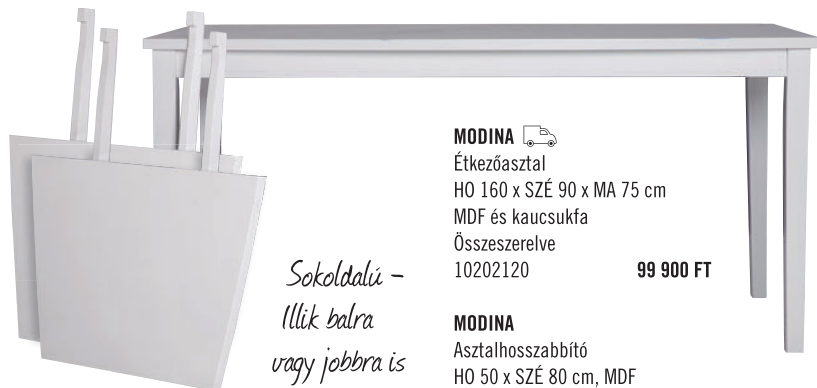 MODINA
Étkezőasztal
HO 160 x SZÉ 90 x MA 75 cm
MDF és kaucsukfa
Összeszerelve
10202120 99 900 FT
Sokoldalú –
Illik balra
vagy jobbra is
MODINA
Asztalhosszabbító
HO 50 x SZÉ 80 cm, MDF